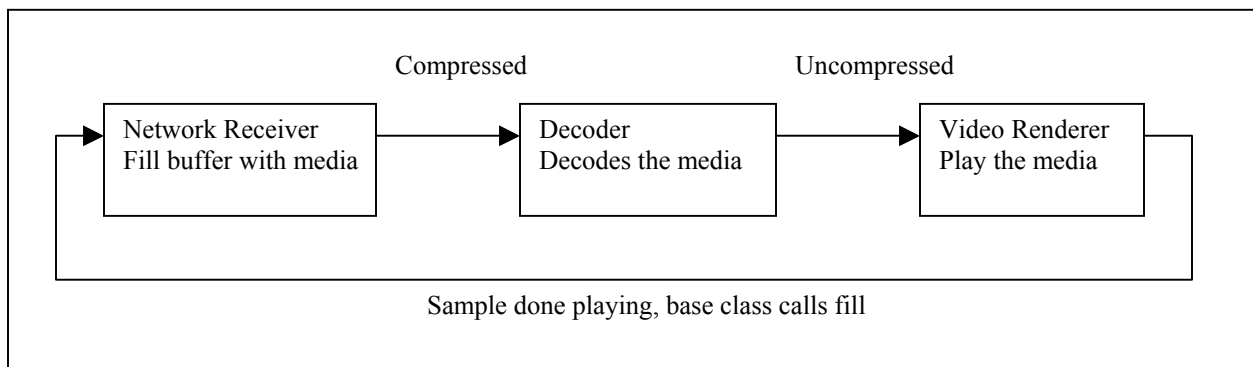 Compressed
Uncompressed
Network Receiver
Fill buffer with media
Decoder
Decodes the media
Video Renderer
Play the media
Sample done playing, base class calls fill